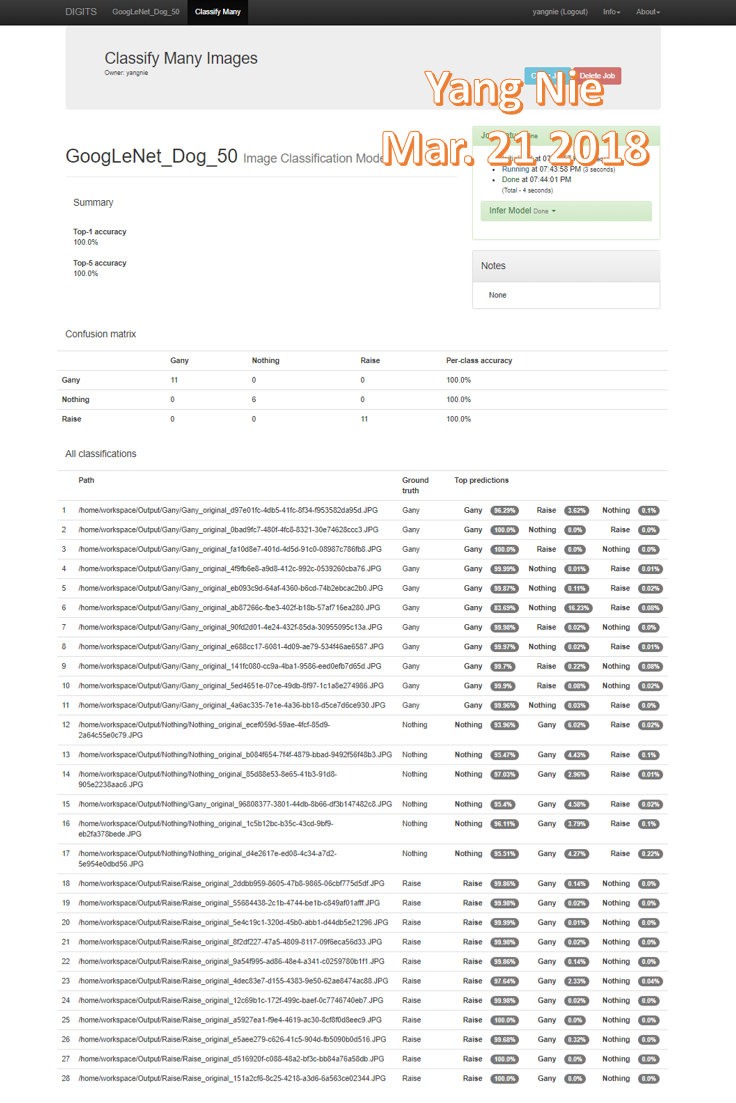 DIGITS GoogLeNet_Dog_50 Classify Many yangnie (Logout) Info About
Classify Many Images
Owner: yangnie
Delete Job
Yang Nie
Mar. 21 2018
GoogLeNet_Dog_50 Image Classification Model
Running at 07:43:58 PM (3 seconds)
Done at 07:44:01 PM
(Total - 4 seconds)
Infer Model Done
Notes
None
Summary
Top-1 accuracy
100.0%
Top-5 accuracy
100.0%
Confusion matrix
Gany Nothing Raise Per-class accuracy
Gany 11 0 0 100.0%
Nothing 0 6 0 100.0%
Raise 0 0 11 100.0%
All classifications
Path Ground truth Top predictions
1 /home/workspace/Output/Gany/Gany_original_d97e01fc-4db5-41fc-8f34-f953582da95d.JPG Gany Gany 96.29% Raise 3.62% Nothing 0.1%
2 /home/workspace/Output/Gany/Gany_original_0bad9fc7-480f-4fc8-8321-30e74628ccc3.JPG Gany Gany 100.0% Nothing 0.0% Raise 0.0%
3 /home/workspace/Output/Gany/Gany_original_fa10d8e7-401d-4d5d-91c0-08987c786fb8.JPG Gany Gany 100.0% Raise 0.0% Nothing 0.0%
4 /home/workspace/Output/Gany/Gany_original_4f9fb6e8-a9d8-412c-992c-0539260cba76.JPG Gany Gany 99.99% Nothing 0.01% Raise 0.01%
5 /home/workspace/Output/Gany/Gany_original_eb093c9d-64af-4360-b6cd-74b2ebcac2b0.JPG Gany Gany 99.87% Nothing 0.11% Raise 0.02%
6 /home/workspace/Output/Gany/Gany_original_ab87266c-fbe3-402f-b18b-57af716ea280.JPG Gany Gany 83.69% Nothing 16.23% Raise 0.08%
7 /home/workspace/Output/Gany/Gany_original_90fd2d01-4e24-432f-85da-30955095c13a.JPG Gany Gany 99.98% Raise 0.02% Nothing 0.0%
8 /home/workspace/Output/Gany/Gany_original_e688cc17-6081-4d09-ae79-534f46ae6587.JPG Gany Gany 99.97% Nothing 0.02% Raise 0.01%
9 /home/workspace/Output/Gany/Gany_original_141fc080-cc9a-4ba1-9586-eed0efb7d65d.JPG Gany Gany 99.7% Raise 0.22% Nothing 0.08%
10 /home/workspace/Output/Gany/Gany_original_5ed4651e-07ce-49db-8f97-1c1a8e274986.JPG Gany Gany 99.9% Raise 0.08% Nothing 0.02%
11 /home/workspace/Output/Gany/Gany_original_4a6ac335-7e1e-4a36-bb18-d5ce7d6ce930.JPG Gany Gany 99.96% Nothing 0.03% Raise 0.0%
12 /home/workspace/Output/Nothing/Nothing_original_ecef059d-59ae-4fcf-85d9- Nothing Nothing 93.96% Gany 6.02% Raise 0.02%
2a64c55e0c79.JPG
13 /home/workspace/Output/Nothing/Nothing_original_b084f654-7f4f-4879-bbad-9492f56f48b3.JPG Nothing Nothing 95.47% Gany 4.43% Raise 0.1%
14 /home/workspace/Output/Nothing/Nothing_original_85d88e53-8e65-41b3-91d8- Nothing Nothing 97.03% Gany 2.96% Raise 0.01%
905e2238aac6.JPG
15 /home/workspace/Output/Nothing/Gany_original_96808377-3801-44db-8b66-df3b147482c8.JPG Nothing Nothing 95.4% Gany 4.58% Raise 0.02%
16 /home/workspace/Output/Nothing/Nothing_original_1c5b12bc-b35c-43cd-9bf9- Nothing Nothing 96.11% Gany 3.79% Raise 0.1%
eb2fa378bede.JPG
17 /home/workspace/Output/Nothing/Nothing_original_d4e2617e-ed08-4c34-a7d2- Nothing Nothing 95.51% Gany 4.27% Raise 0.22%
5e954e0dbd56.JPG
18 /home/workspace/Output/Raise/Raise_original_2ddbb959-8605-47b8-9865-06cbf775d5df.JPG Raise Raise 99.86% Gany 0.14% Nothing 0.0%
19 /home/workspace/Output/Raise/Raise_original_55684438-2c1b-4744-be1b-c849af01afff.JPG Raise Raise 99.98% Gany 0.02% Nothing 0.0%
20 /home/workspace/Output/Raise/Raise_original_5e4c19c1-320d-45b0-abb1-d44db5e21296.JPG Raise Raise 99.99% Gany 0.01% Nothing 0.0%
21 /home/workspace/Output/Raise/Raise_original_8f2df227-47a5-4809-8117-09f6eca56d33.JPG Raise Raise 99.98% Gany 0.02% Nothing 0.0%
22 /home/workspace/Output/Raise/Raise_original_9a54f995-ad86-48e4-a341-c0259780b1f1.JPG Raise Raise 99.86% Gany 0.14% Nothing 0.0%
23 /home/workspace/Output/Raise/Raise_original_4dec83e7-d155-4383-9e50-62ae8474ac88.JPG Raise Raise 97.64% Gany 2.33% Nothing 0.04%
24 /home/workspace/Output/Raise/Raise_original_12c69b1c-172f-499c-baef-0c7746740eb7.JPG Raise Raise 99.98% Gany 0.02% Nothing 0.0%
25 /home/workspace/Output/Raise/Raise_original_a5927ea1-f9e4-4619-ac30-8cf8f0d8eec9.JPG Raise Raise 100.0% Gany 0.0% Nothing 0.0%
26 /home/workspace/Output/Raise/Raise_original_e5aee279-c626-41c5-904d-fb5090b0d516.JPG Raise Raise 99.68% Gany 0.32% Nothing 0.0%
27 /home/workspace/Output/Raise/Raise_original_d516920f-c088-48a2-bf3c-bb84a76a58db.JPG Raise Raise 100.0% Gany 0.0% Nothing 0.0%
28 /home/workspace/Output/Raise/Raise_original_151a2cf6-8c25-4218-a3d6-6a563ce02344.JPG Raise Raise 100.0% Gany 0.0% Nothing 0.0%